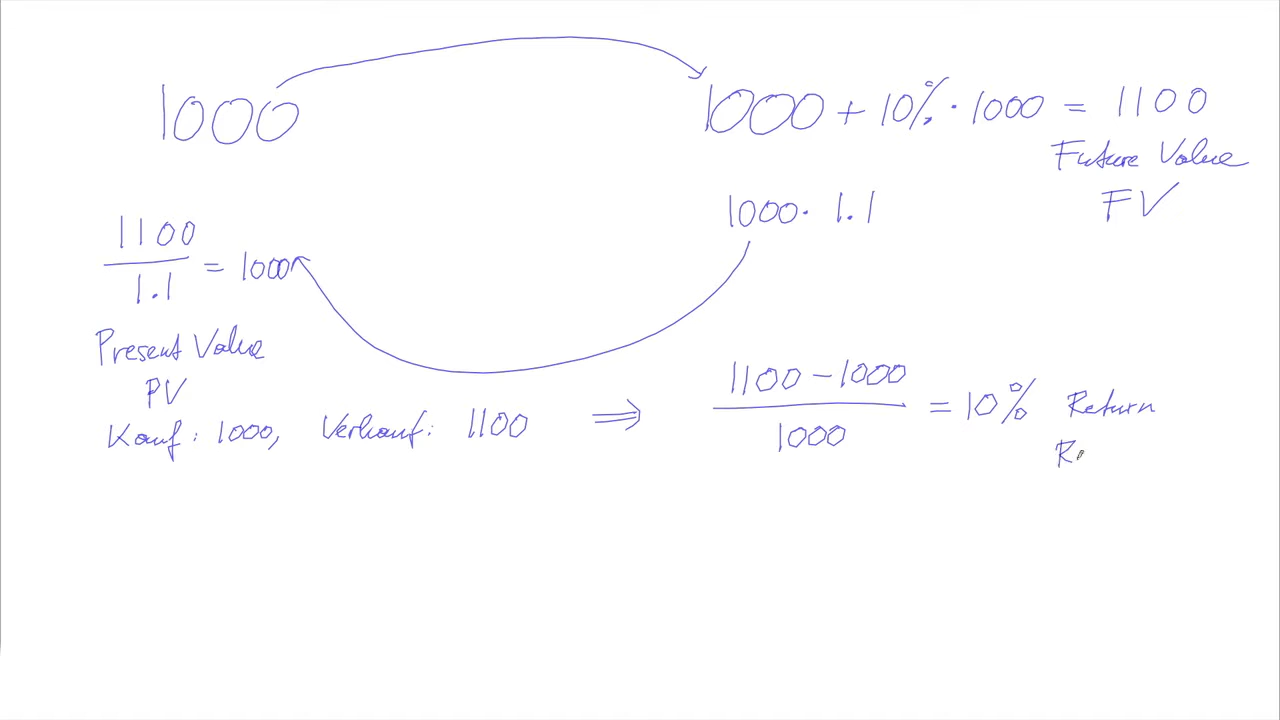 1000
1000 + 10% · 1000 = 1100
Future Value
FV
1000 · 1.1
1100
1.1
= 1000
Present Value
PV
Kauf: 1000, Verkauf: 1100 ⇒
1100 – 1000
1000
= 10% Return
R